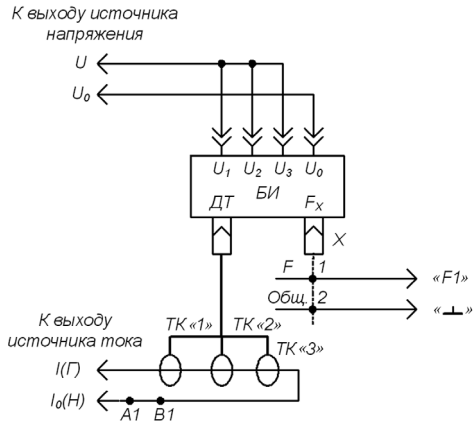 К выходу источника
напряжения
U
U₀
U₁ U₂ U₃ U₀
БИ
ДТ Fₓ
X
F 1 «F1»
Общ. 2 «⊥»
ТК«1» ТК«2»
ТК«3»
К выходу
источника тока
I(Г)
I₀(Н)
A1 B1